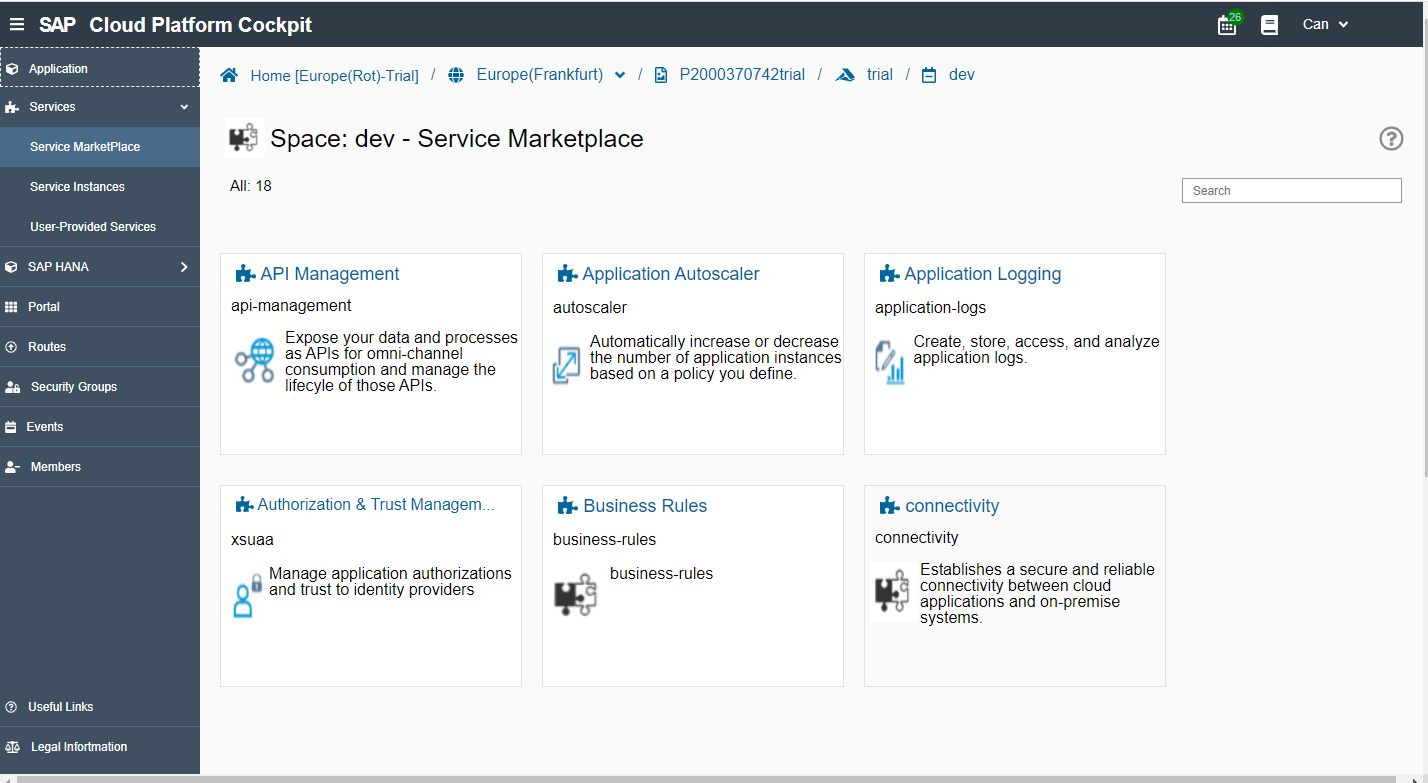 SAP Cloud Platform Cockpit
26
Can
Application
Services
Service MarketPlace
Service Instances
User-Provided Services
SAP HANA
Portal
Routes
Security Groups
Events
Members
Useful Links
Legal Infortmation
Home [Europe(Rot)-Trial] / Europe(Frankfurt) / P2000370742trial / trial / dev
Space: dev - Service Marketplace
?
All: 18
Search
API Management
api-management
Expose your data and processes
as APIs for omni-channel
consumption and manage the
lifecyle of those APIs.
Application Autoscaler
autoscaler
Automatically increase or decrease
the number of application instances
based on a policy you define.
Application Logging
application-logs
Create, store, access, and analyze
application logs.
Authorization & Trust Managem...
xsuaa
Manage application authorizations
and trust to identity providers
Business Rules
business-rules
business-rules
connectivity
connectivity
Establishes a secure and reliable
connectivity between cloud
applications and on-premise
systems.